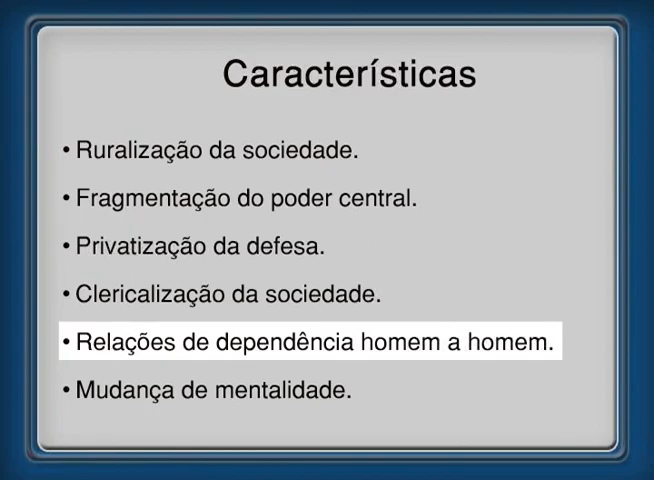 Características
• Ruralização da sociedade.
• Fragmentação do poder central.
• Privatização da defesa.
• Clericalização da sociedade.
• Relações de dependência homem a homem.
• Mudança de mentalidade.